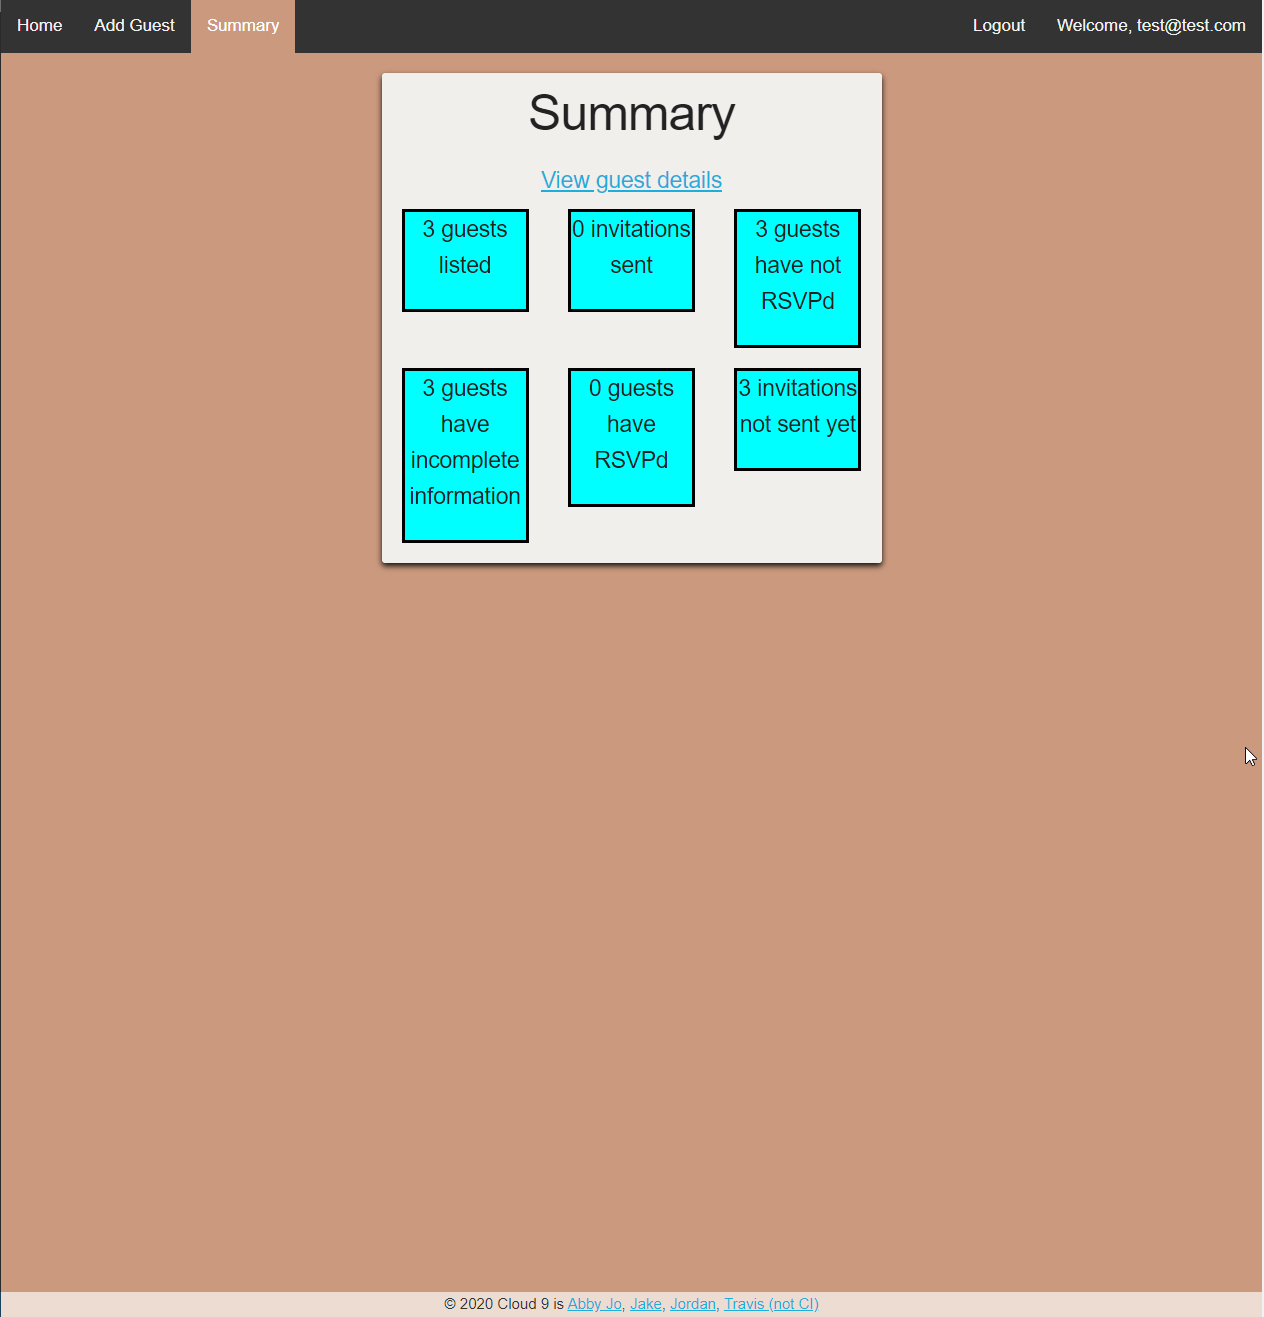 Home Add Guest Summary Logout Welcome, test@test.com
Summary
View guest details
3 guests
listed
0 invitations
sent
3 guests
have not
RSVPd
3 guests
have
incomplete
information
0 guests
have
RSVPd
3 invitations
not sent yet
© 2020 Cloud 9 is Abby Jo, Jake, Jordan, Travis (not CI)